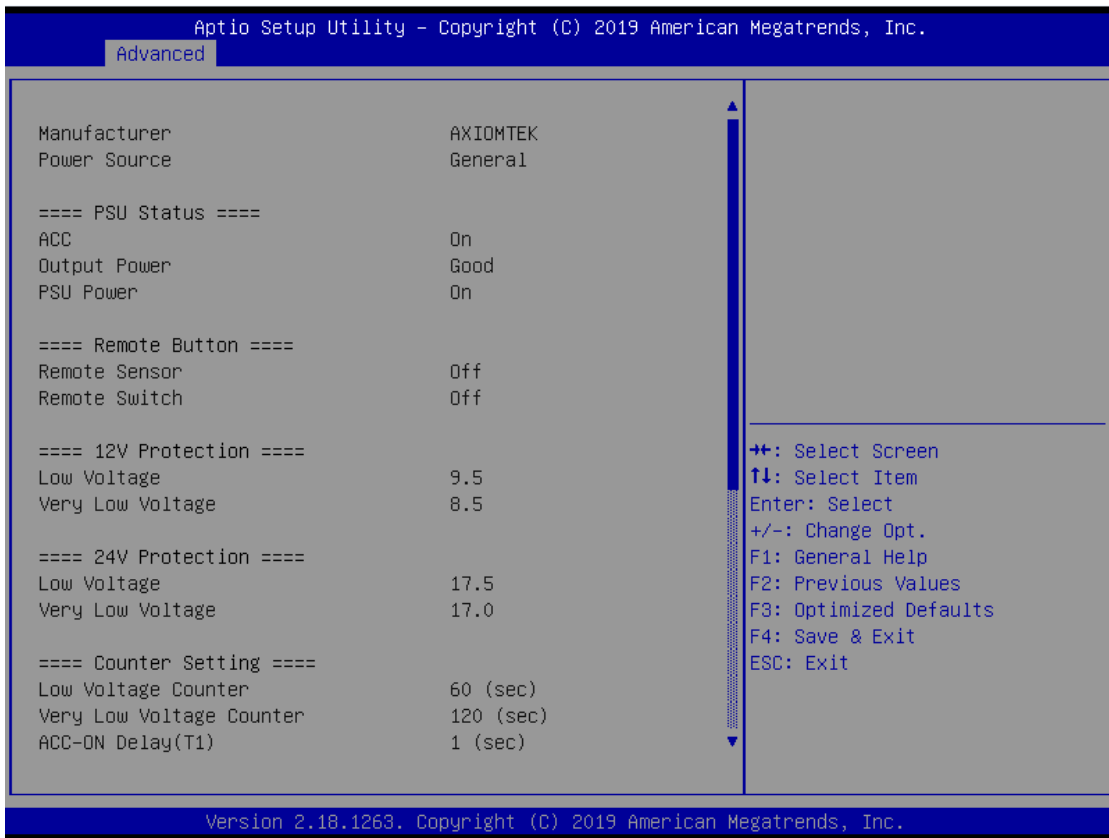 Aptio Setup Utility – Copyright (C) 2019 American Megatrends, Inc.
Advanced
Manufacturer AXIOMTEK
Power Source General
==== PSU Status ====
ACC On
Output Power Good
PSU Power On
==== Remote Button ====
Remote Sensor Off
Remote Switch Off
==== 12V Protection ====
Low Voltage 9.5
Very Low Voltage 8.5
==== 24V Protection ====
Low Voltage 17.5
Very Low Voltage 17.0
==== Counter Setting ====
Low Voltage Counter 60 (sec)
Very Low Voltage Counter 120 (sec)
ACC-ON Delay(T1) 1 (sec)
→←: Select Screen
↑↓: Select Item
Enter: Select
+/-: Change Opt.
F1: General Help
F2: Previous Values
F3: Optimized Defaults
F4: Save & Exit
ESC: Exit
Version 2.18.1263. Copyright (C) 2019 American Megatrends, Inc.